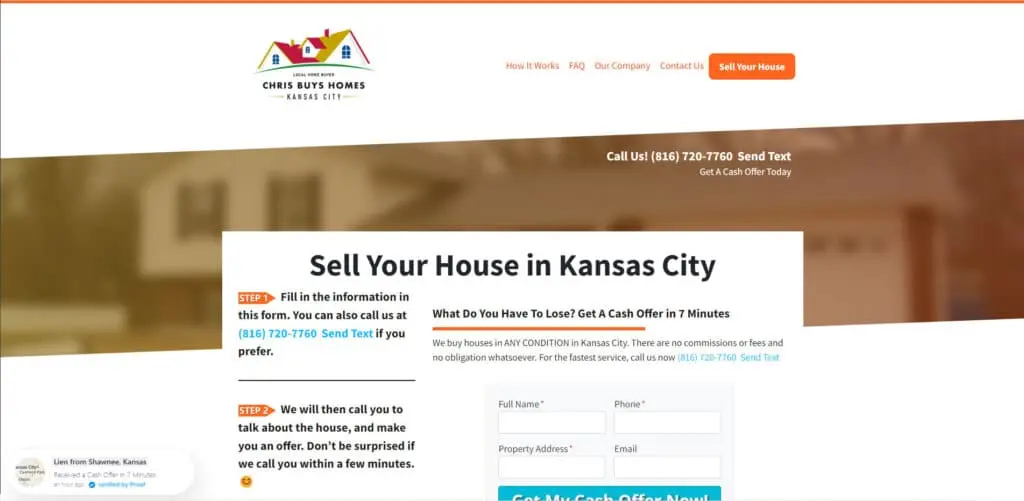 LOCAL HOME BUYER
CHRIS BUYS HOMES
KANSAS CITY
How It Works FAQ Our Company Contact Us Sell Your House
Call Us! (816) 720-7760 Send Text
Get A Cash Offer Today
Sell Your House in Kansas City
STEP 1 Fill in the information in
this form. You can also call us at
(816) 720-7760 Send Text if you
prefer.
STEP 2 We will then call you to
talk about the house, and make
you an offer. Don't be surprised if
we call you within a few minutes.
😊
What Do You Have To Lose? Get A Cash Offer in 7 Minutes
We buy houses in ANY CONDITION in Kansas City. There are no commissions or fees and
no obligation whatsoever. For the fastest service, call us now (816) 720-7760 Send Text
Full Name * Phone *
Property Address * Email
Get My Cash Offer Now!
Lien from Shawnee, Kansas
Received a Cash Offer in 7 Minutes
an hour ago verified by Proof